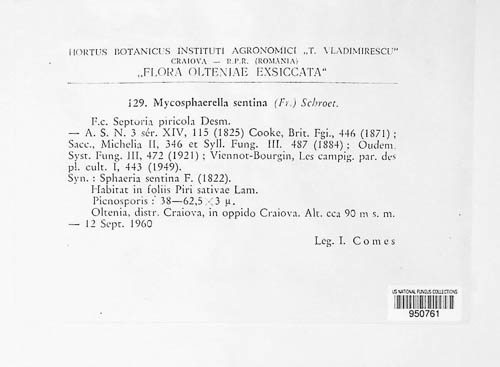 HORTUS BOTANICUS INSTITUTI AGRONOMICI „T. VLADIMIRESCU"
CRAIOVA — R.P.R. (ROMANIA)
„FLORA OLTENIAE EXSICCATA"
129. Mycosphaerella sentina (Fr.) Schroet.
F.c. Septoria piricola Desm.
— A. S. N. 3 sér. XIV, 115 (1825) Cooke, Brit. Fgi., 446 (1871) ;
Sacc., Michelia II, 346 et Syll. Fung. III. 487 (1884) ; Oudem.
Syst. Fung. III, 472 (1921) ; Viennot-Bourgin, Les campig. par. des
pl. cult. I, 443 (1949).
Syn. : Sphaeria sentina F. (1822).
Habitat in foliis Piri sativae Lam.
Picnosporis : 38—62,5×3 µ.
Oltenia, distr. Craiova, in oppido Craiova. Alt. cca 90 m s. m.
— 12 Sept. 1960
Leg. I. Comes
US NATIONAL FUNGUS COLLECTIONS
950761